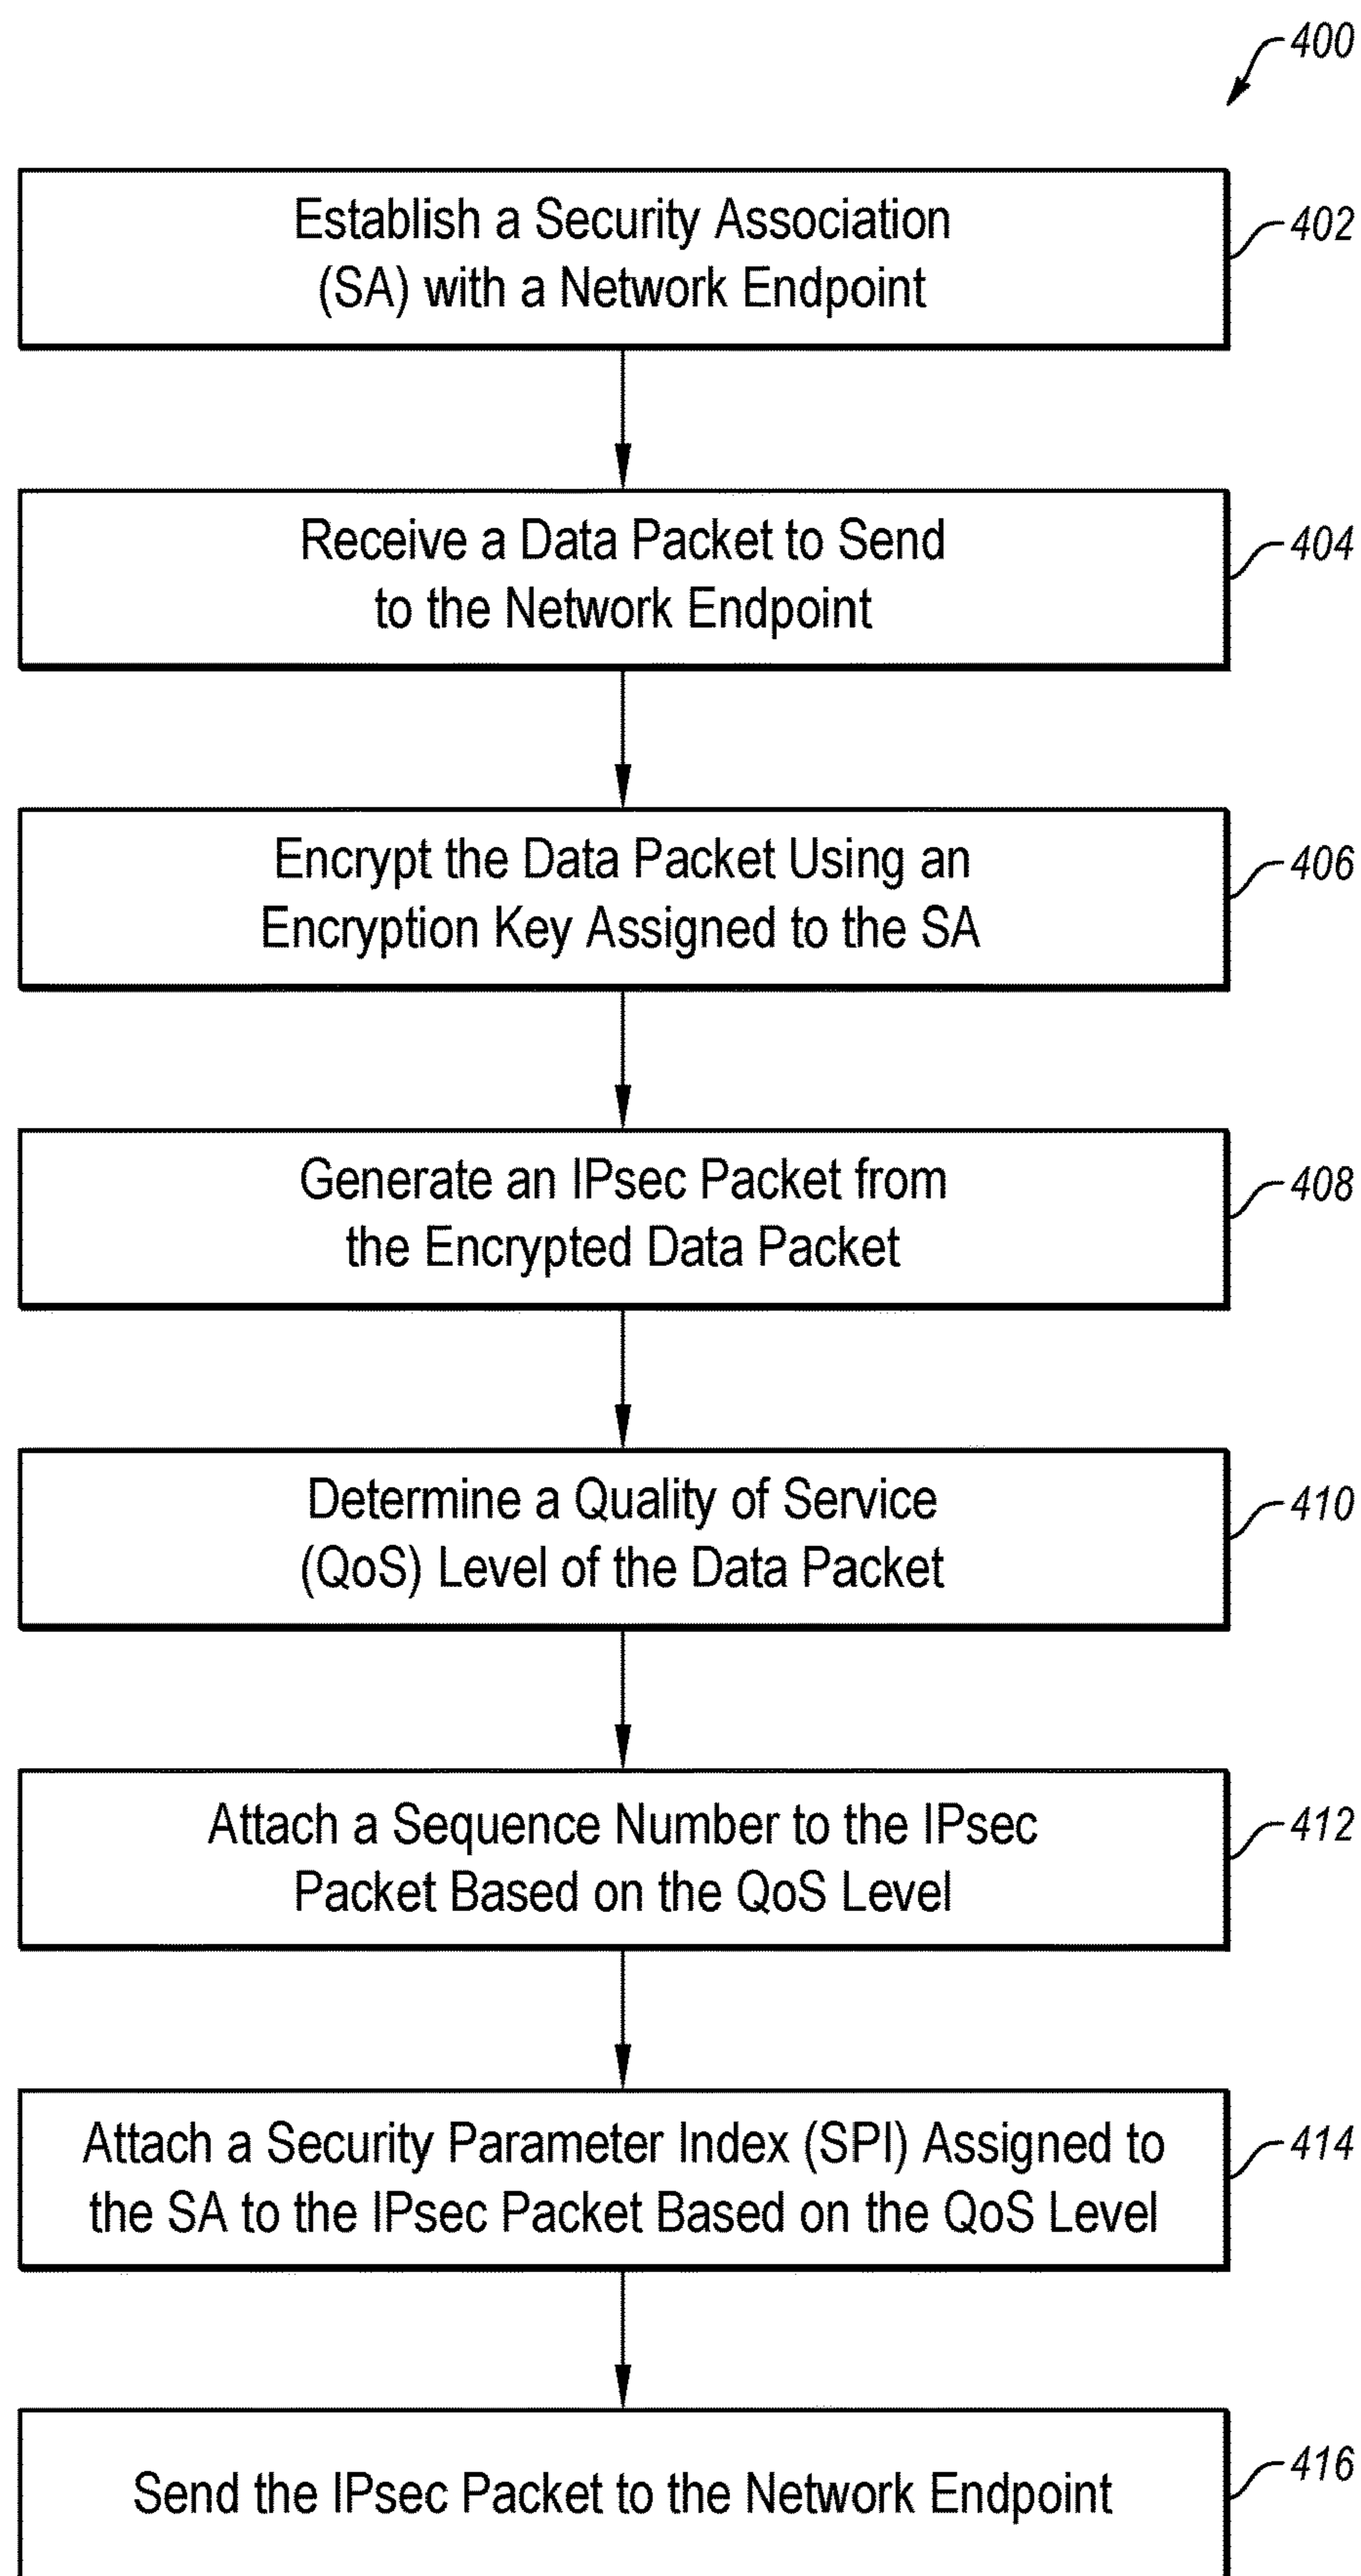 400
Establish a Security Association
(SA) with a Network Endpoint
402
Receive a Data Packet to Send
to the Network Endpoint
404
Encrypt the Data Packet Using an
Encryption Key Assigned to the SA
406
Generate an IPsec Packet from
the Encrypted Data Packet
408
Determine a Quality of Service
(QoS) Level of the Data Packet
410
Attach a Sequence Number to the IPsec
Packet Based on the QoS Level
412
Attach a Security Parameter Index (SPI) Assigned to
the SA to the IPsec Packet Based on the QoS Level
414
Send the IPsec Packet to the Network Endpoint
416